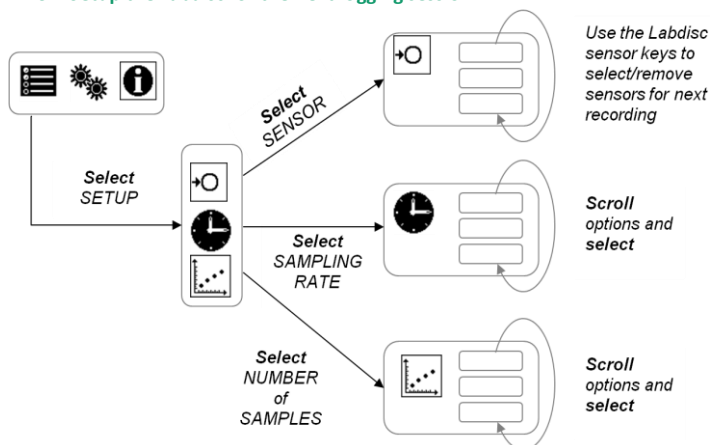 Use the Labdisc
sensor keys to
select/remove
sensors for next
recording
Select
SENSOR
Select
SETUP
Select
SAMPLING
RATE
Scroll
options and
select
Select
NUMBER
of
SAMPLES
Scroll
options and
select